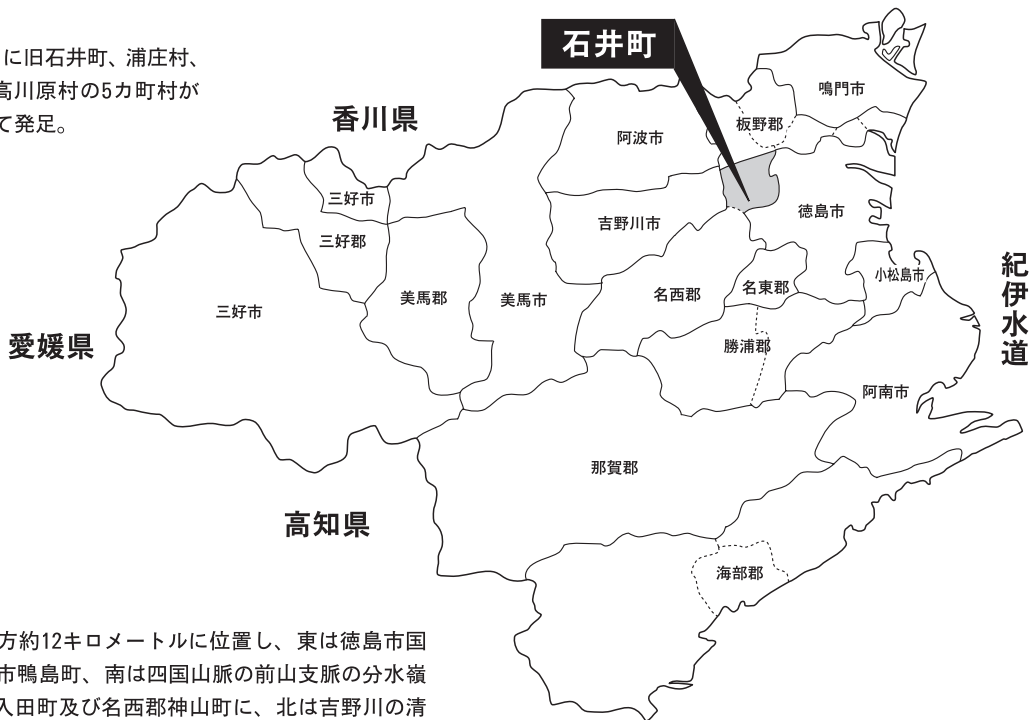 に旧石井町、浦庄村、
高川原村の5カ町村が
て発足。
石井町
鳴門市
板野郡
香川県
阿波市
三好市
吉野川市
徳島市
三好郡
紀伊水道
小松島市
名東郡
名西郡
美馬郡
美馬市
三好市
愛媛県
勝浦郡
阿南市
那賀郡
高知県
海部郡
方約12キロメートルに位置し、東は徳島市国
市鴨島町、南は四国山脈の前山支脈の分水嶺
入田町及び名西郡神山町に、北は吉野川の清